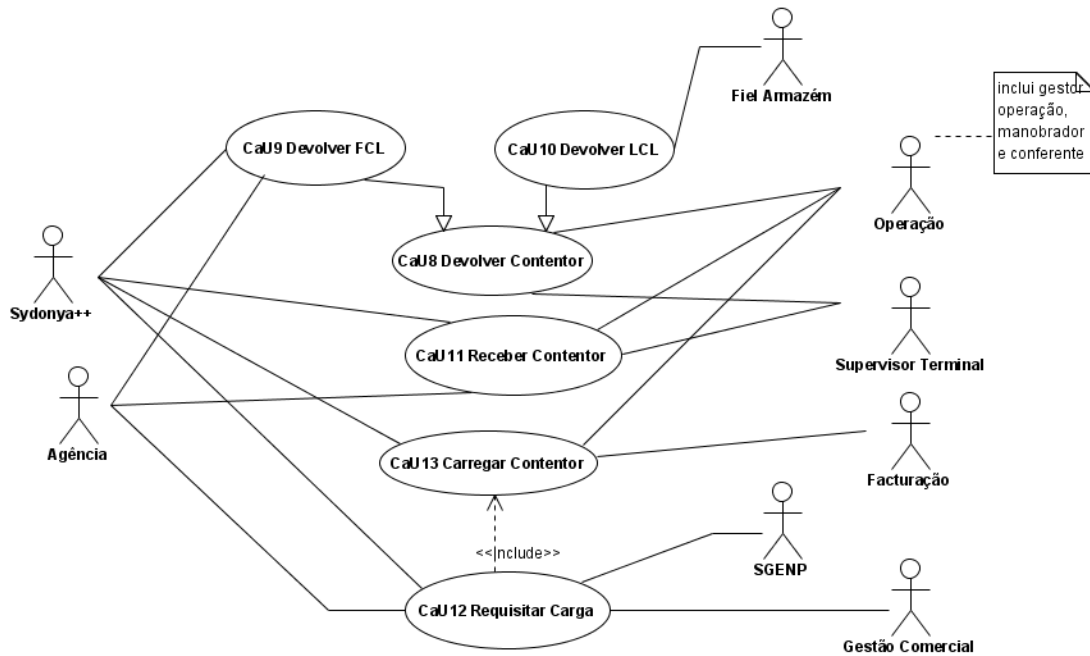 Fiel Armazém
inclui gestor
operação,
manobrador
e conferente
CaU9 Devolver FCL
CaU10 Devolver LCL
Operação
CaU8 Devolver Contentor
Sydonya++
CaU11 Receber Contentor
Supervisor Terminal
Agência
CaU13 Carregar Contentor
Facturação
<<Include>>
SGENP
CaU12 Requisitar Carga
Gestão Comercial